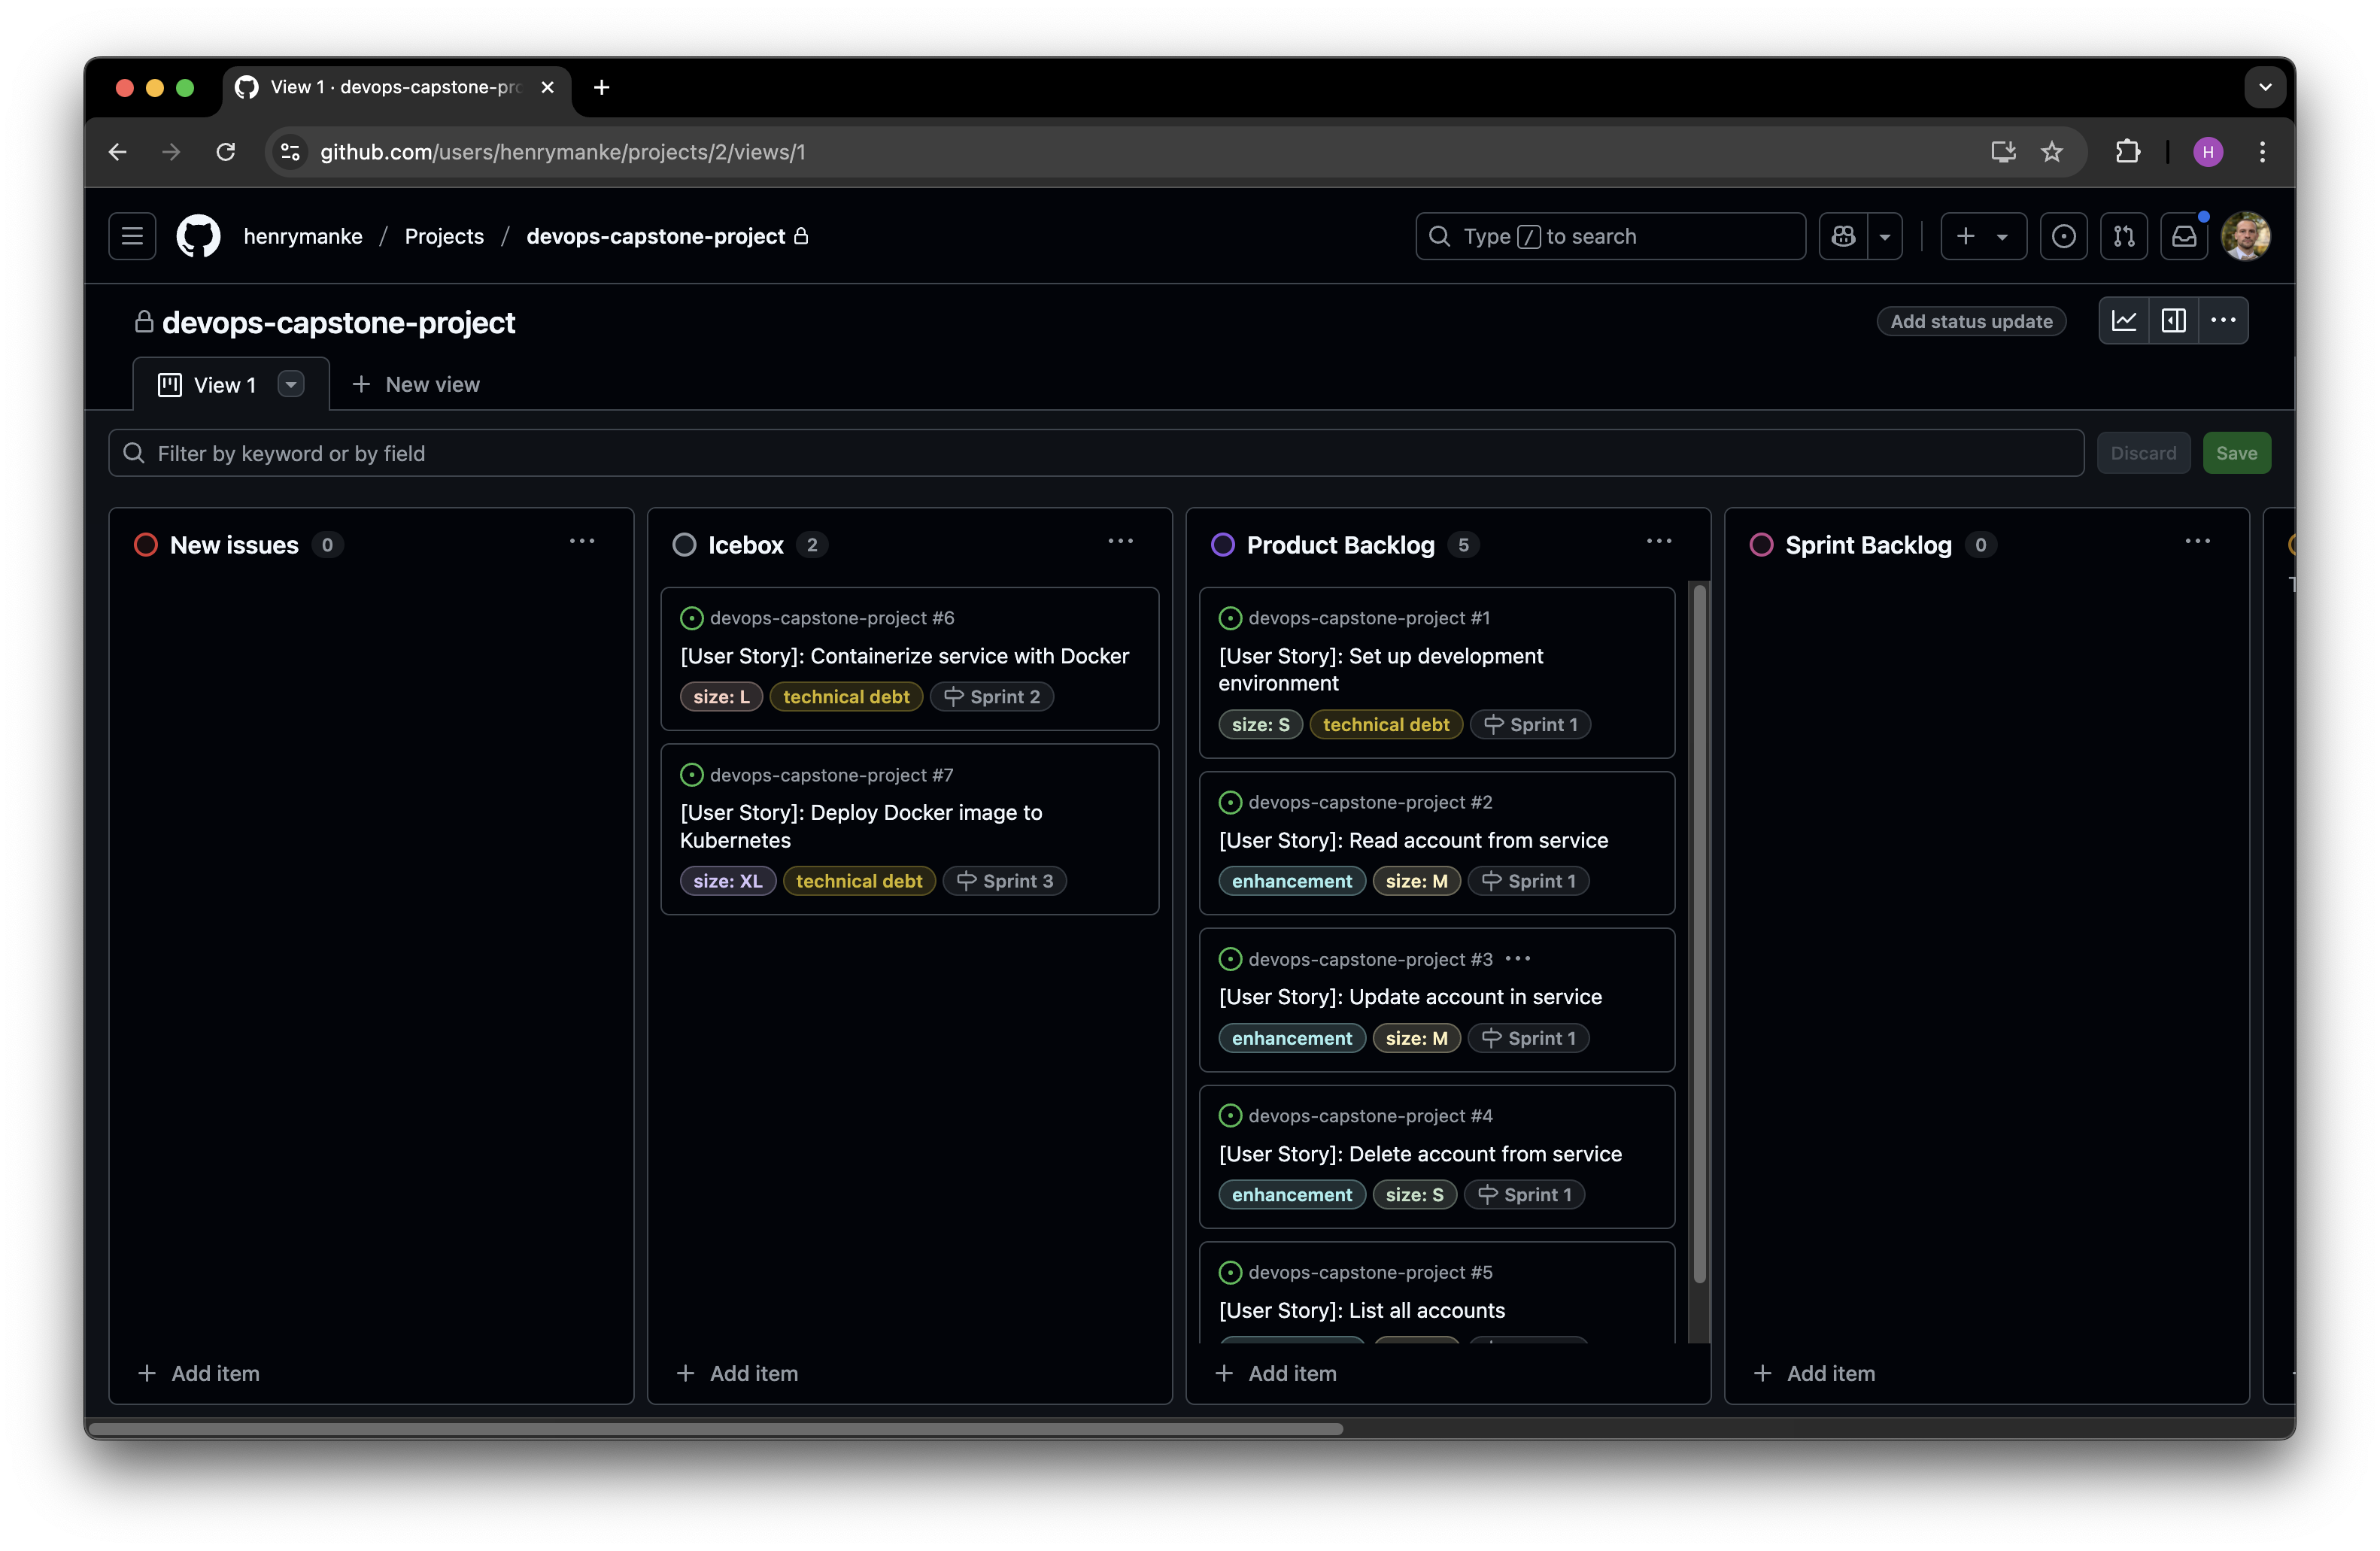 View 1 · devops-capstone-pro
github.com/users/henrymanke/projects/2/views/1
H
henrymanke / Projects / devops-capstone-project
Type / to search
devops-capstone-project
Add status update
View 1
New view
Filter by keyword or by field
Discard
Save
New issues 0
Add item
Icebox 2
devops-capstone-project #6
[User Story]: Containerize service with Docker
size: L technical debt Sprint 2
devops-capstone-project #7
[User Story]: Deploy Docker image to
Kubernetes
size: XL technical debt Sprint 3
Add item
Product Backlog 5
devops-capstone-project #1
[User Story]: Set up development
environment
size: S technical debt Sprint 1
devops-capstone-project #2
[User Story]: Read account from service
enhancement size: M Sprint 1
devops-capstone-project #3
[User Story]: Update account in service
enhancement size: M Sprint 1
devops-capstone-project #4
[User Story]: Delete account from service
enhancement size: S Sprint 1
devops-capstone-project #5
[User Story]: List all accounts
Add item
Sprint Backlog 0
Add item